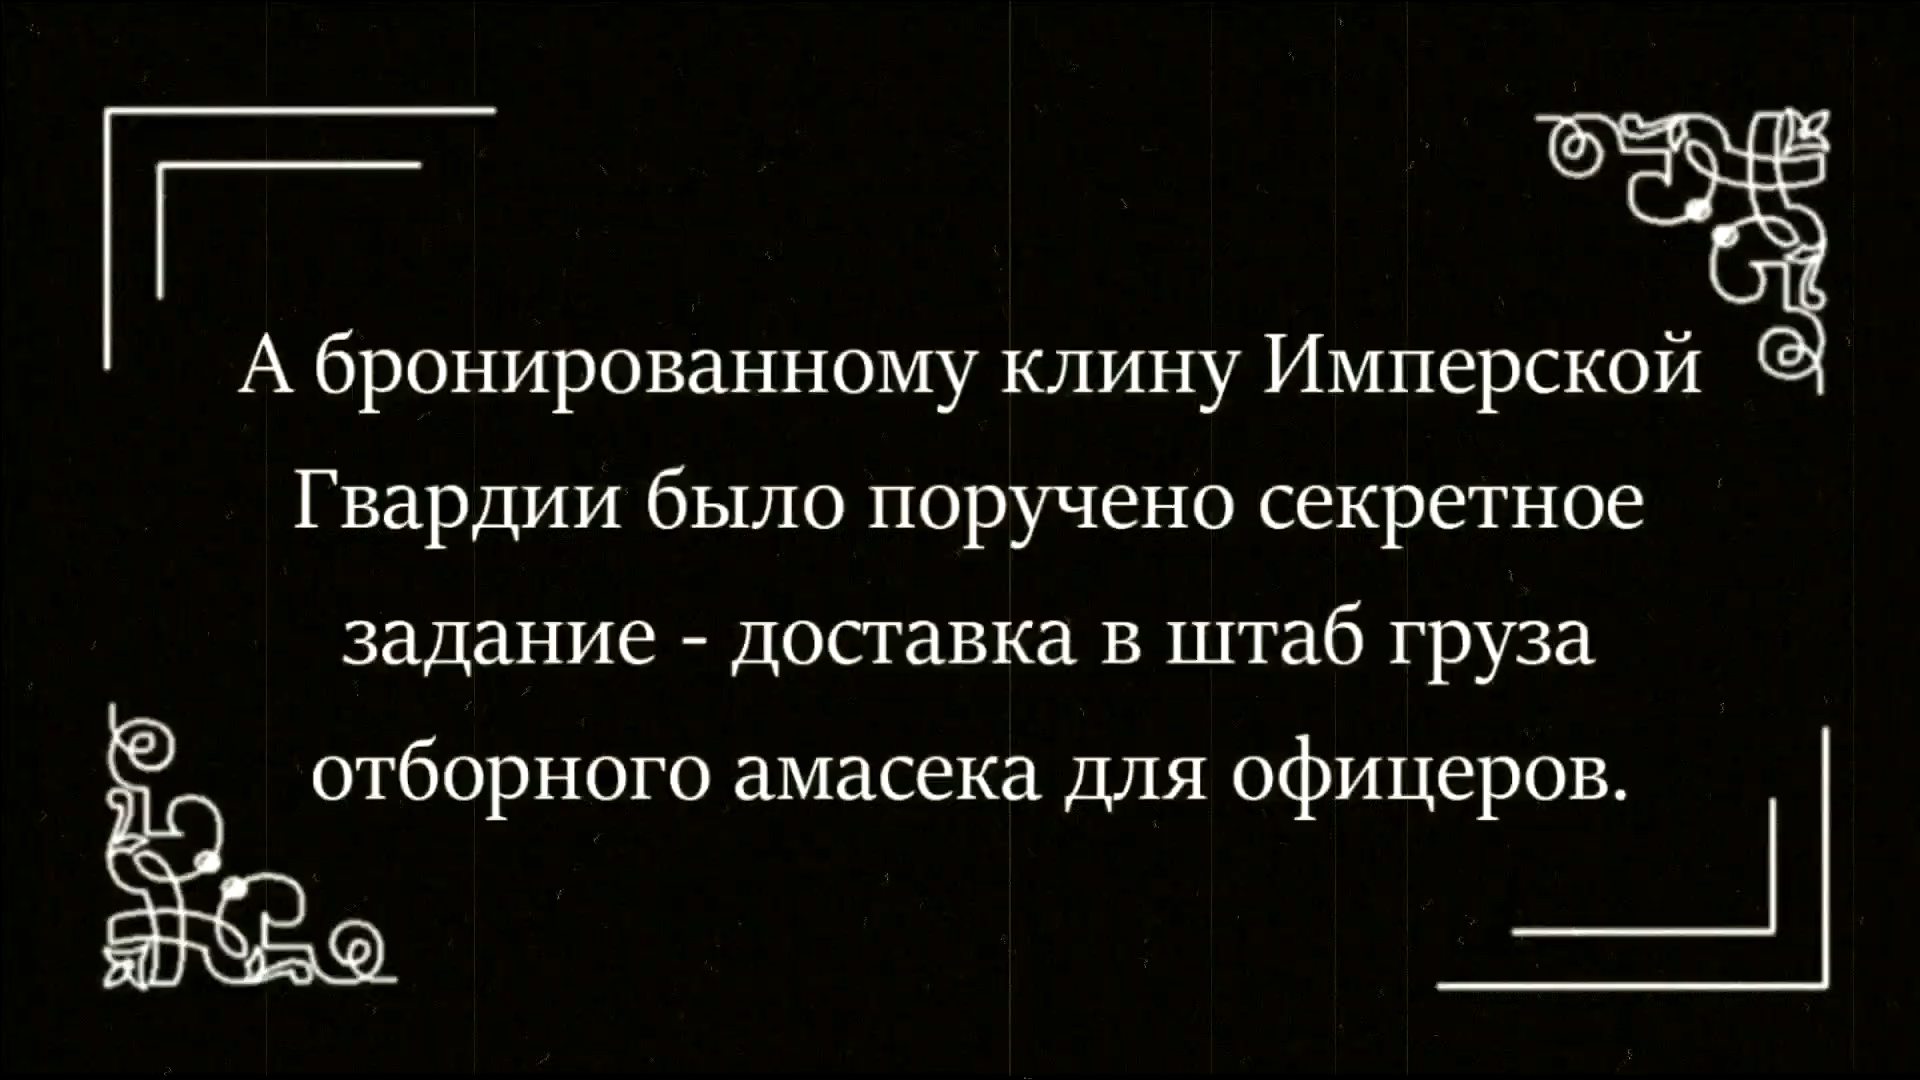 А бронированному клину Имперской
Гвардии было поручено секретное
задание - доставка в штаб груза
отборного амасека для офицеров.